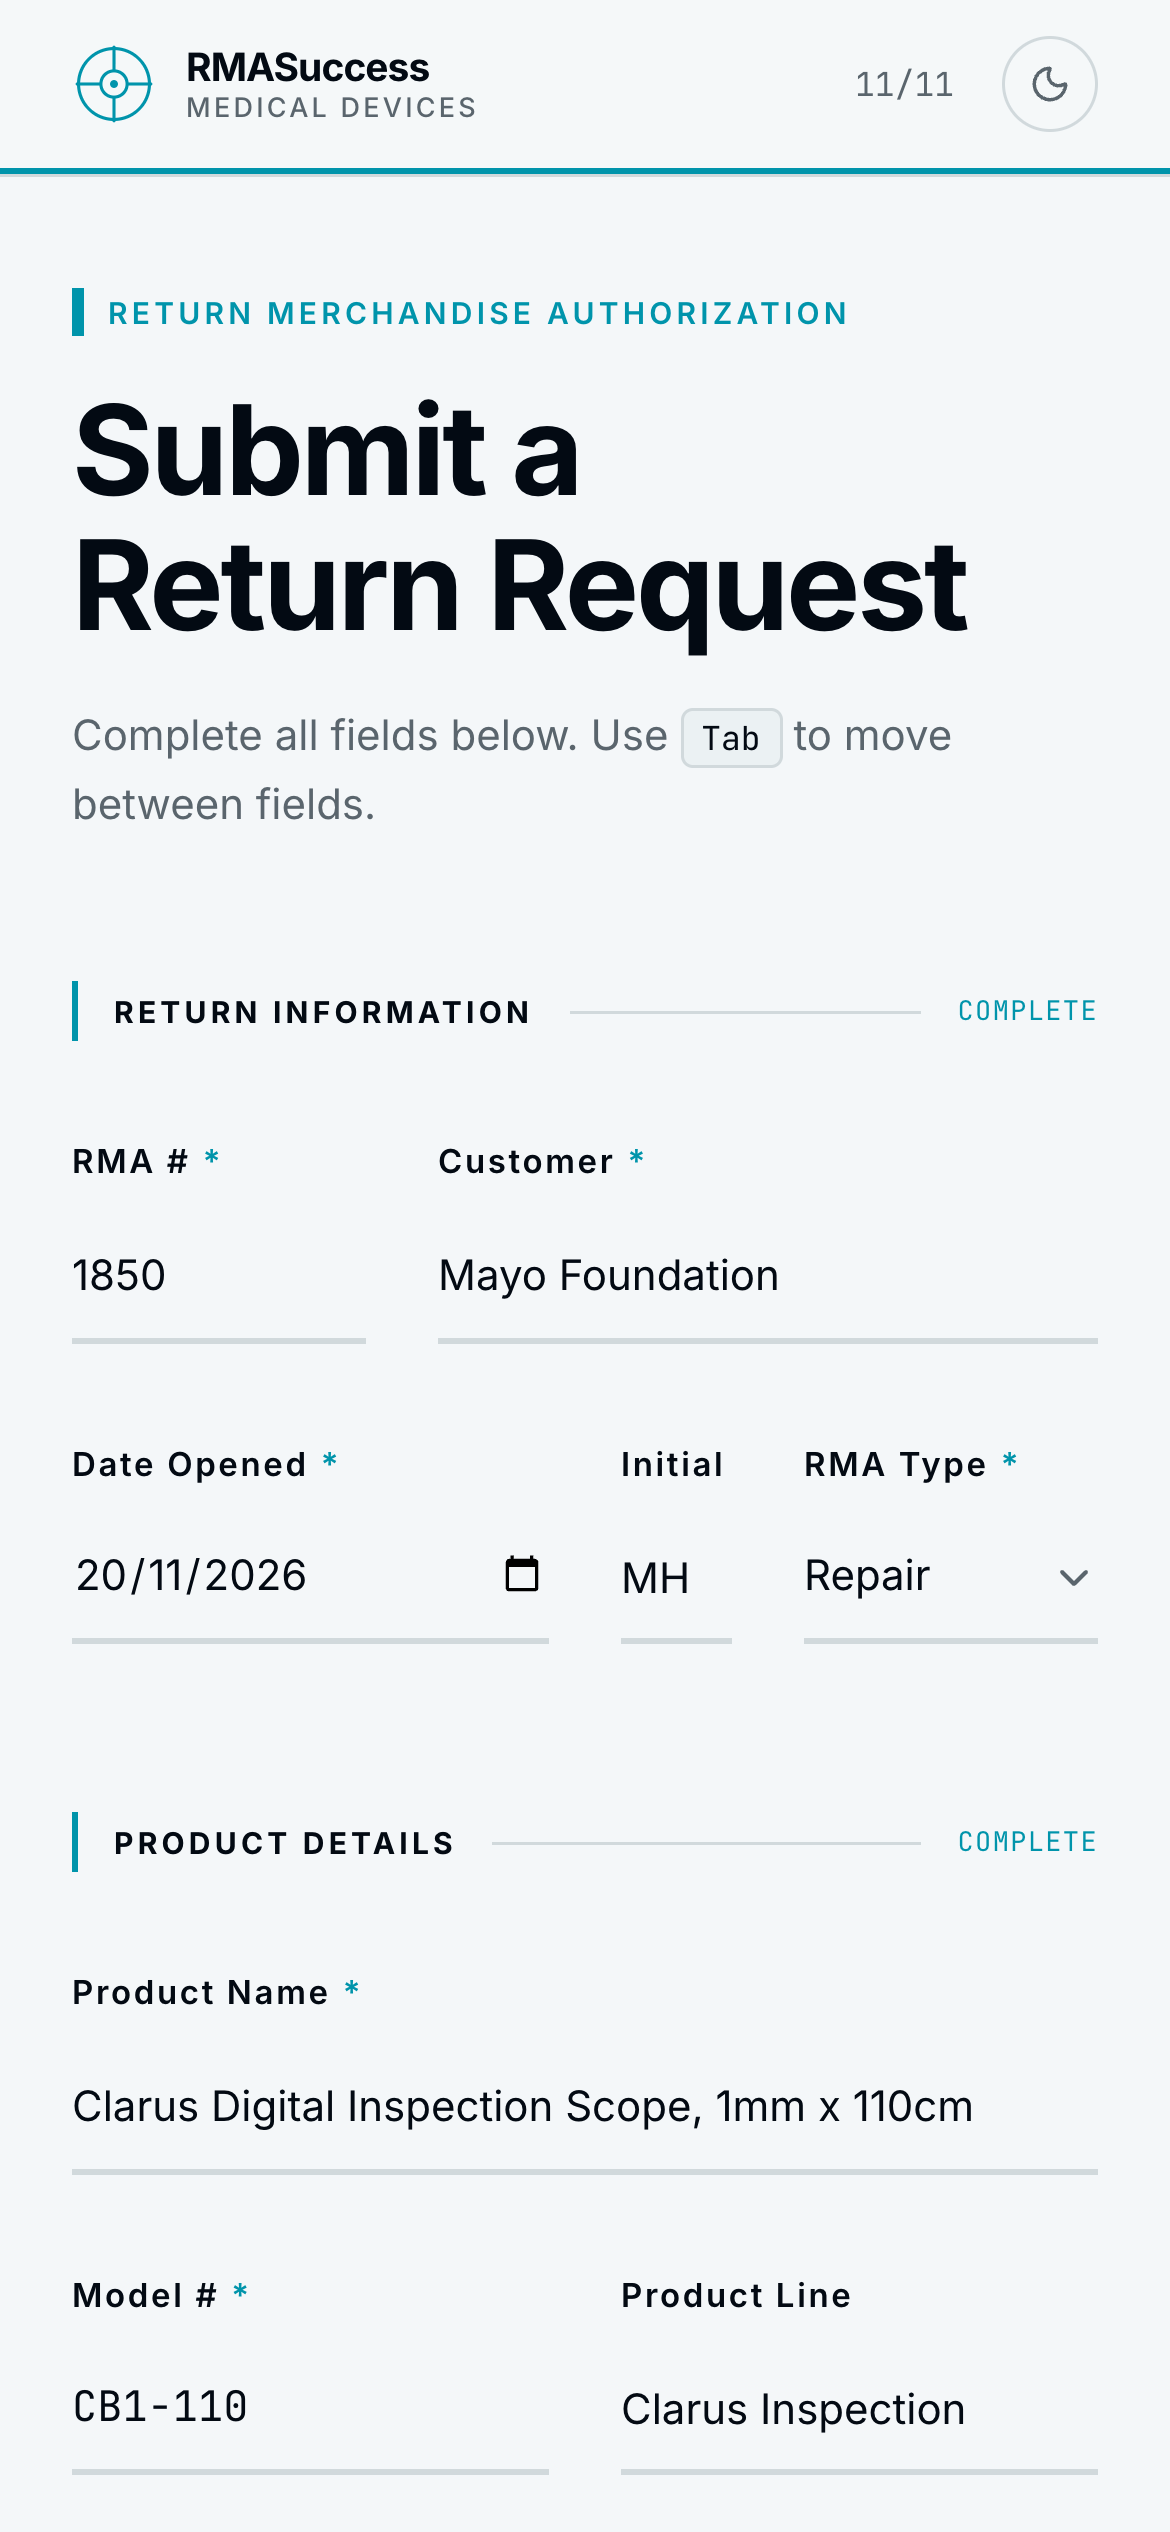 RMASuccess
MEDICAL DEVICES
11/11
RETURN MERCHANDISE AUTHORIZATION
Submit a
Return Request
Complete all fields below. Use Tab to move
between fields.
RETURN INFORMATION COMPLETE
RMA # * Customer *
1850 Mayo Foundation
Date Opened * Initial RMA Type *
20/11/2026 MH Repair
PRODUCT DETAILS COMPLETE
Product Name *
Clarus Digital Inspection Scope, 1mm x 110cm
Model # * Product Line
CB1-110 Clarus Inspection